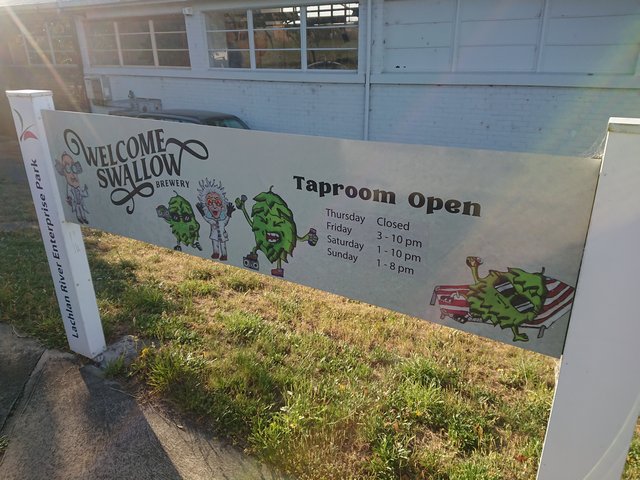 WELCOME
SWALLOW
BREWERY
Taproom Open
Thursday Closed
Friday 3 - 10 pm
Saturday 1 - 10 pm
Sunday 1 - 8 pm
Lachlan River Enterprise Park